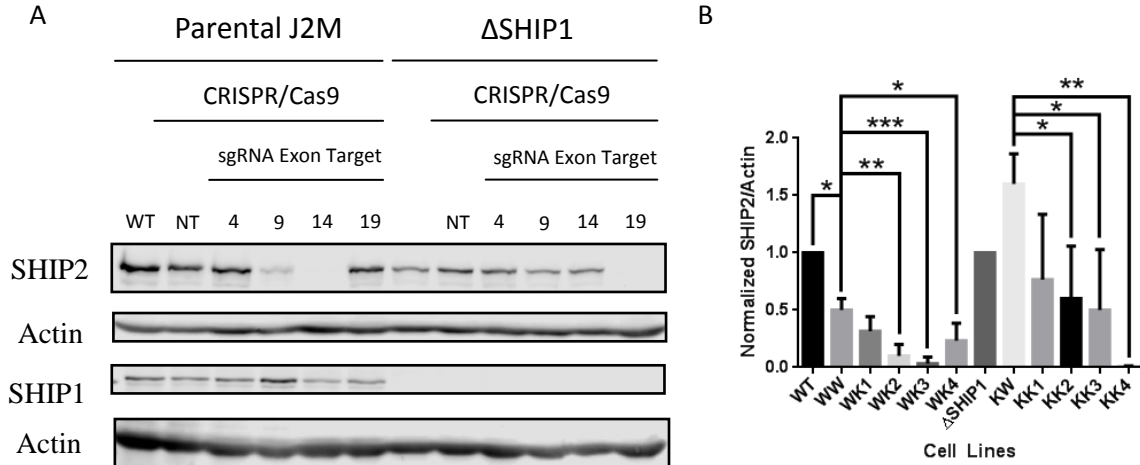 A
Parental J2M ΔSHIP1
CRISPR/Cas9 CRISPR/Cas9
sgRNA Exon Target sgRNA Exon Target
WT NT 4 9 14 19 NT 4 9 14 19
SHIP2
Actin
SHIP1
Actin
B
* **
*** *
** *
*
Normalized SHIP2/Actin
2.0
1.5
1.0
0.5
0.0
WT WW WK1 WK2 WK3 WK4 ΔSHIP1 KW KK1 KK2 KK3 KK4
Cell Lines